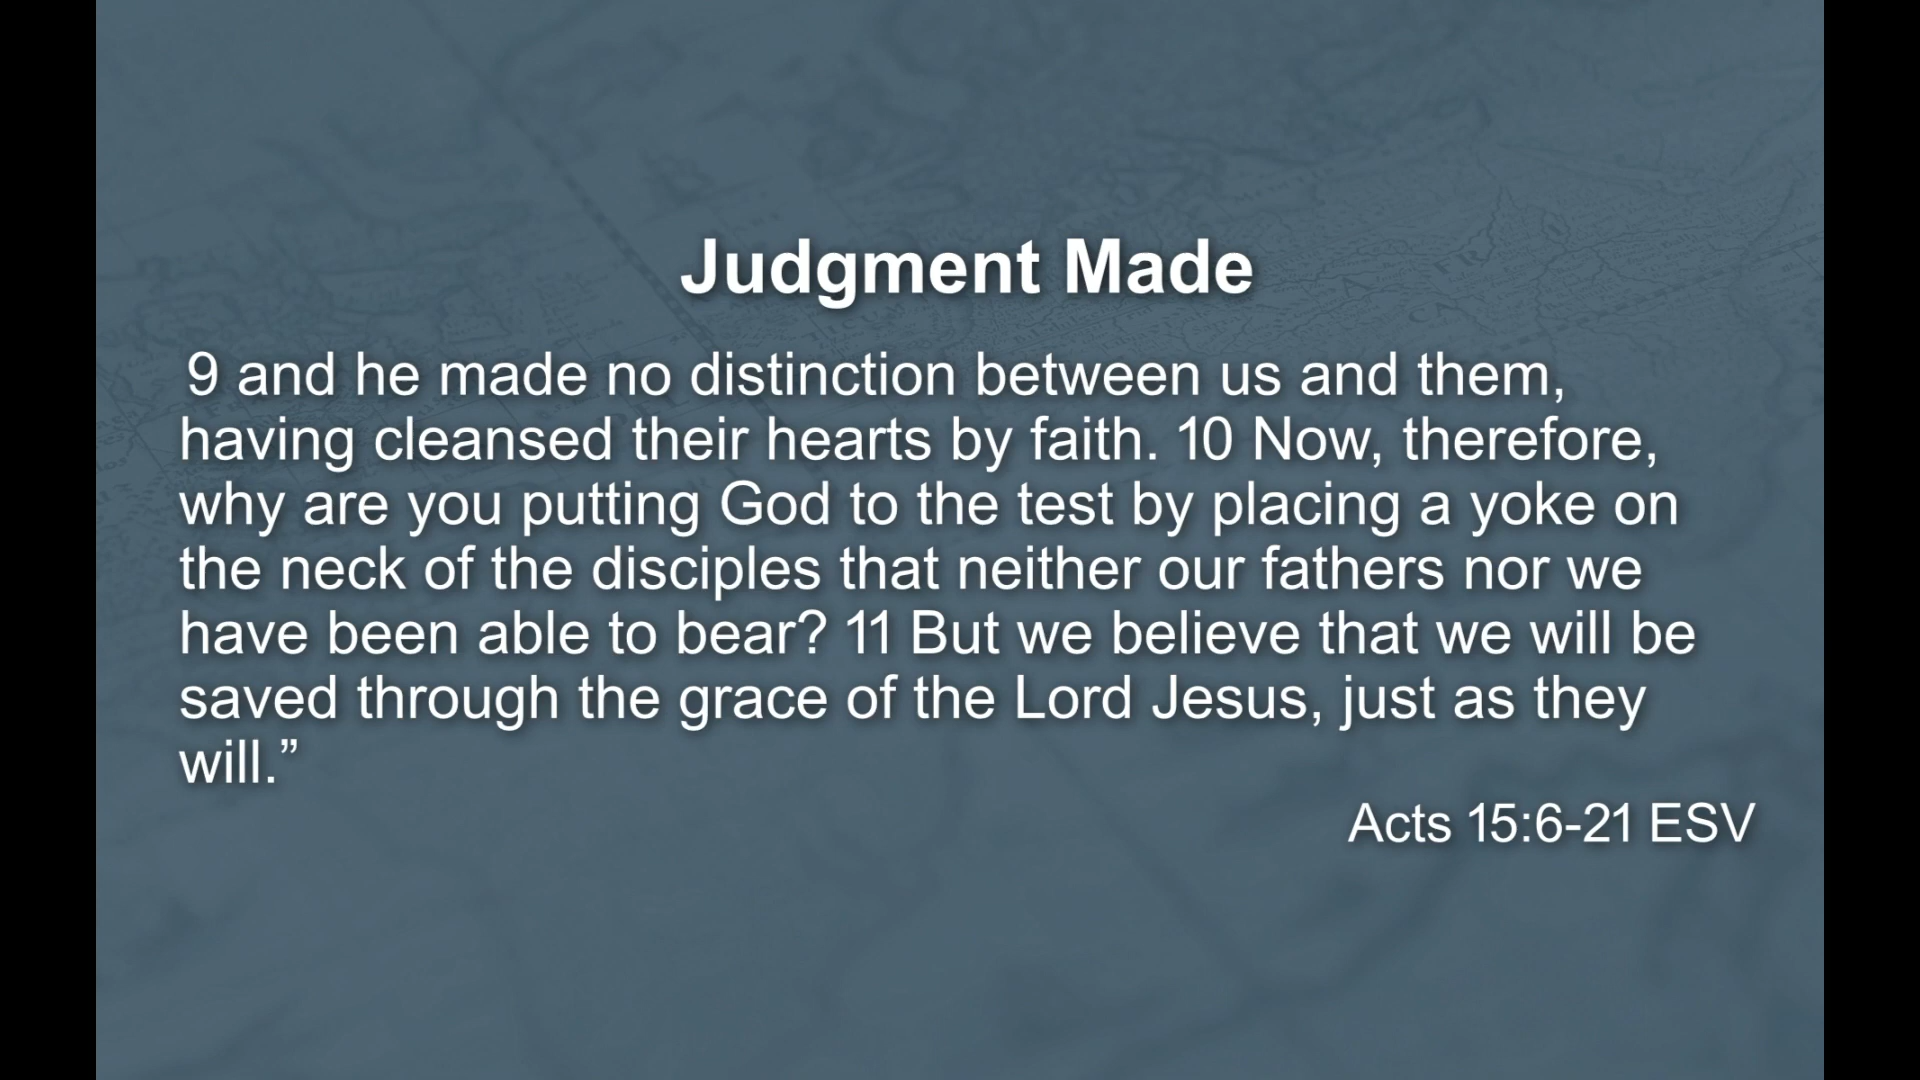 Judgment Made
9 and he made no distinction between us and them,
having cleansed their hearts by faith. 10 Now, therefore,
why are you putting God to the test by placing a yoke on
the neck of the disciples that neither our fathers nor we
have been able to bear? 11 But we believe that we will be
saved through the grace of the Lord Jesus, just as they
will.”
Acts 15:6-21 ESV